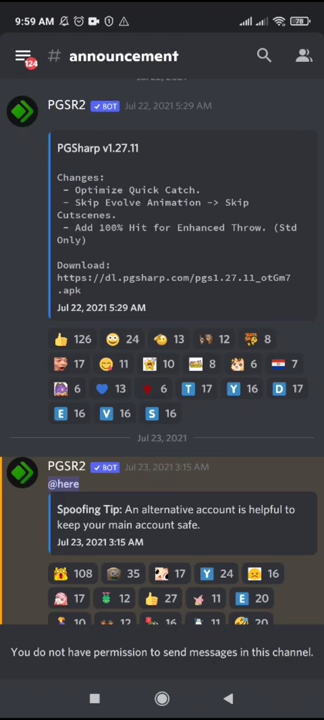 9:59 AM
78
124
# announcement
PGSR2 BOT Jul 22, 2021 5:29 AM
PGSharp v1.27.11
Changes:
- Optimize Quick Catch.
- Skip Evolve Animation -> Skip
Cutscenes.
- Add 100% Hit for Enhanced Throw. (Std
Only)
Download:
https://dl.pgsharp.com/pgs1.27.11_otGm7
.apk
Jul 22, 2021 5:29 AM
126 24 13 12 8
17 11 10 8 6 7
6 13 6 T 17 Y 16 D 17
E 16 V 16 S 16
Jul 23, 2021
PGSR2 BOT Jul 23, 2021 3:15 AM
@here
Spoofing Tip: An alternative account is helpful to
keep your main account safe.
Jul 23, 2021 3:15 AM
108 35 17 Y 24 16
17 12 27 11 E 20
10 12 16 11 20
You do not have permission to send messages in this channel.